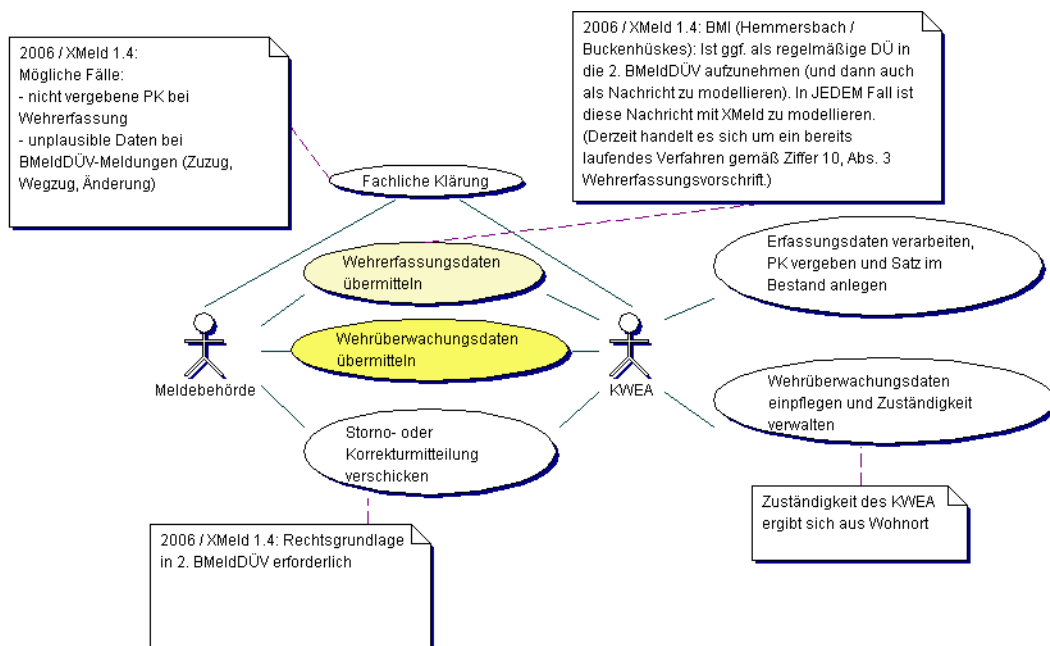 2006 / XMeld 1.4:
Mögliche Fälle:
- nicht vergebene PK bei
Wehrerfassung
- unplausible Daten bei
BMeldDÜV-Meldungen (Zuzug,
Wegzug, Änderung)
2006 / XMeld 1.4: BMI (Hemmersbach /
Buckenhüskes): Ist ggf. als regelmäßige DÜ in
die 2. BMeldDÜV aufzunehmen (und dann auch
als Nachricht zu modellieren). In JEDEM Fall ist
diese Nachricht mit XMeld zu modellieren.
(Derzeit handelt es sich um ein bereits
laufendes Verfahren gemäß Ziffer 10, Abs. 3
Wehrerfassungsvorschrift.)
Fachliche Klärung
Wehrerfassungsdaten
übermitteln
Erfassungsdaten verarbeiten,
PK vergeben und Satz im
Bestand anlegen
Wehrüberwachungsdaten
übermitteln
Meldebehörde
KWEA
Wehrüberwachungsdaten
einpflegen und Zuständigkeit
verwalten
Storno- oder
Korrekturmitteilung
verschicken
Zuständigkeit des KWEA
ergibt sich aus Wohnort
2006 / XMeld 1.4: Rechtsgrundlage
in 2. BMeldDÜV erforderlich